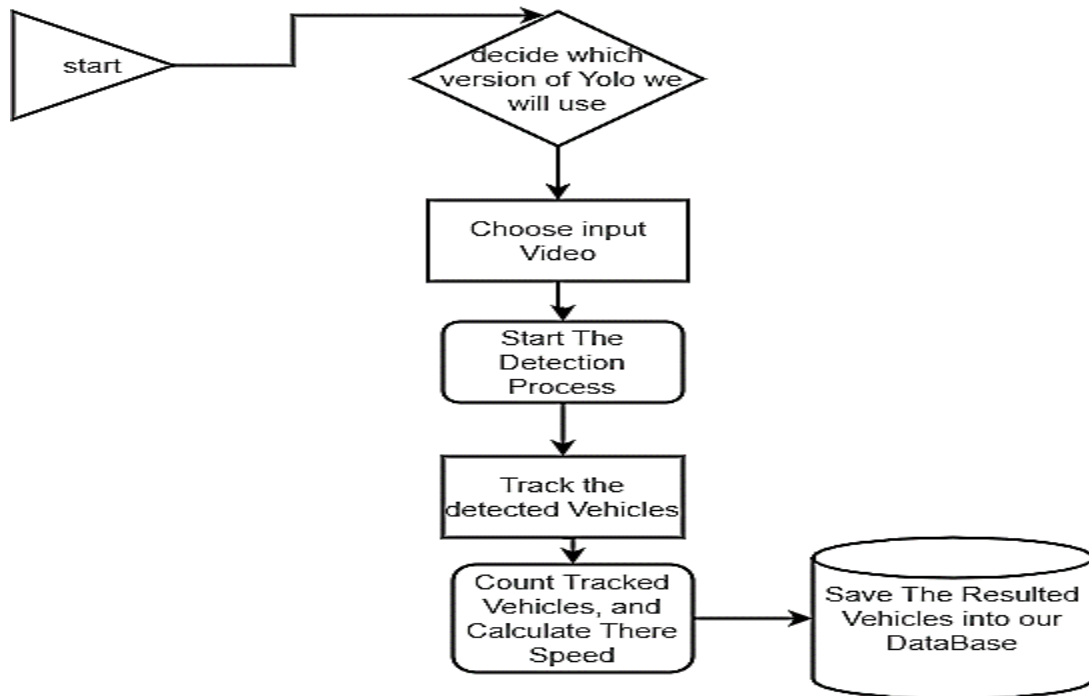 start
decide which
version of Yolo we
will use
Choose input
Video
Start The
Detection
Process
Track the
detected Vehicles
Count Tracked
Vehicles, and
Calculate There
Speed
Save The Resulted
Vehicles into our
DataBase